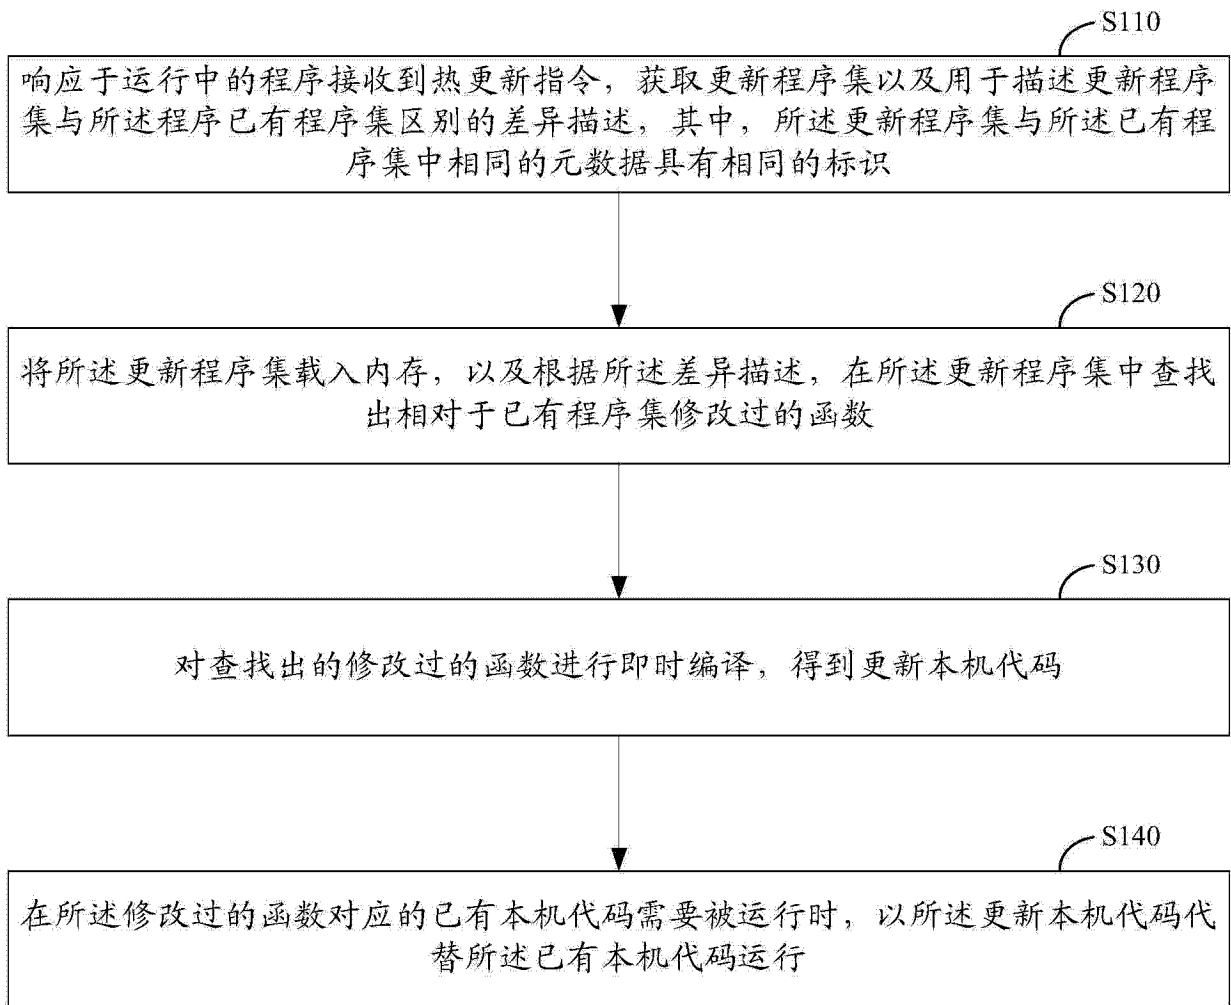 S110
响应于运行中的程序接收到热更新指令，获取更新程序集以及用于描述更新程序
集与所述程序已有程序集区别的差异描述，其中，所述更新程序集与所述已有程
序集中相同的元数据具有相同的标识
S120
将所述更新程序集载入内存，以及根据所述差异描述，在所述更新程序集中查找
出相对于已有程序集修改过的函数
S130
对查找出的修改过的函数进行即时编译，得到更新本机代码
S140
在所述修改过的函数对应的已有本机代码需要被运行时，以所述更新本机代码代
替所述已有本机代码运行